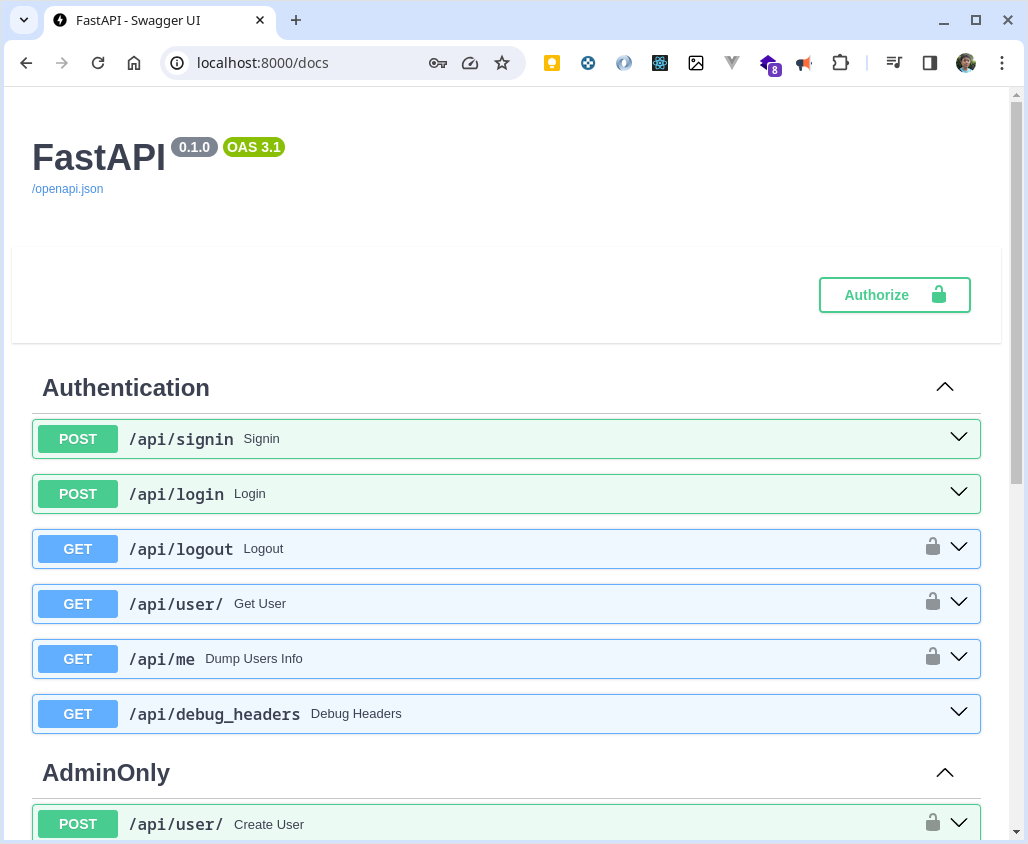 FastAPI - Swagger UI
localhost:8000/docs
8
FastAPI 0.1.0 OAS 3.1
/openapi.json
Authorize
Authentication
POST /api/signin Signin
POST /api/login Login
GET /api/logout Logout
GET /api/user/ Get User
GET /api/me Dump Users Info
GET /api/debug_headers Debug Headers
AdminOnly
POST /api/user/ Create User